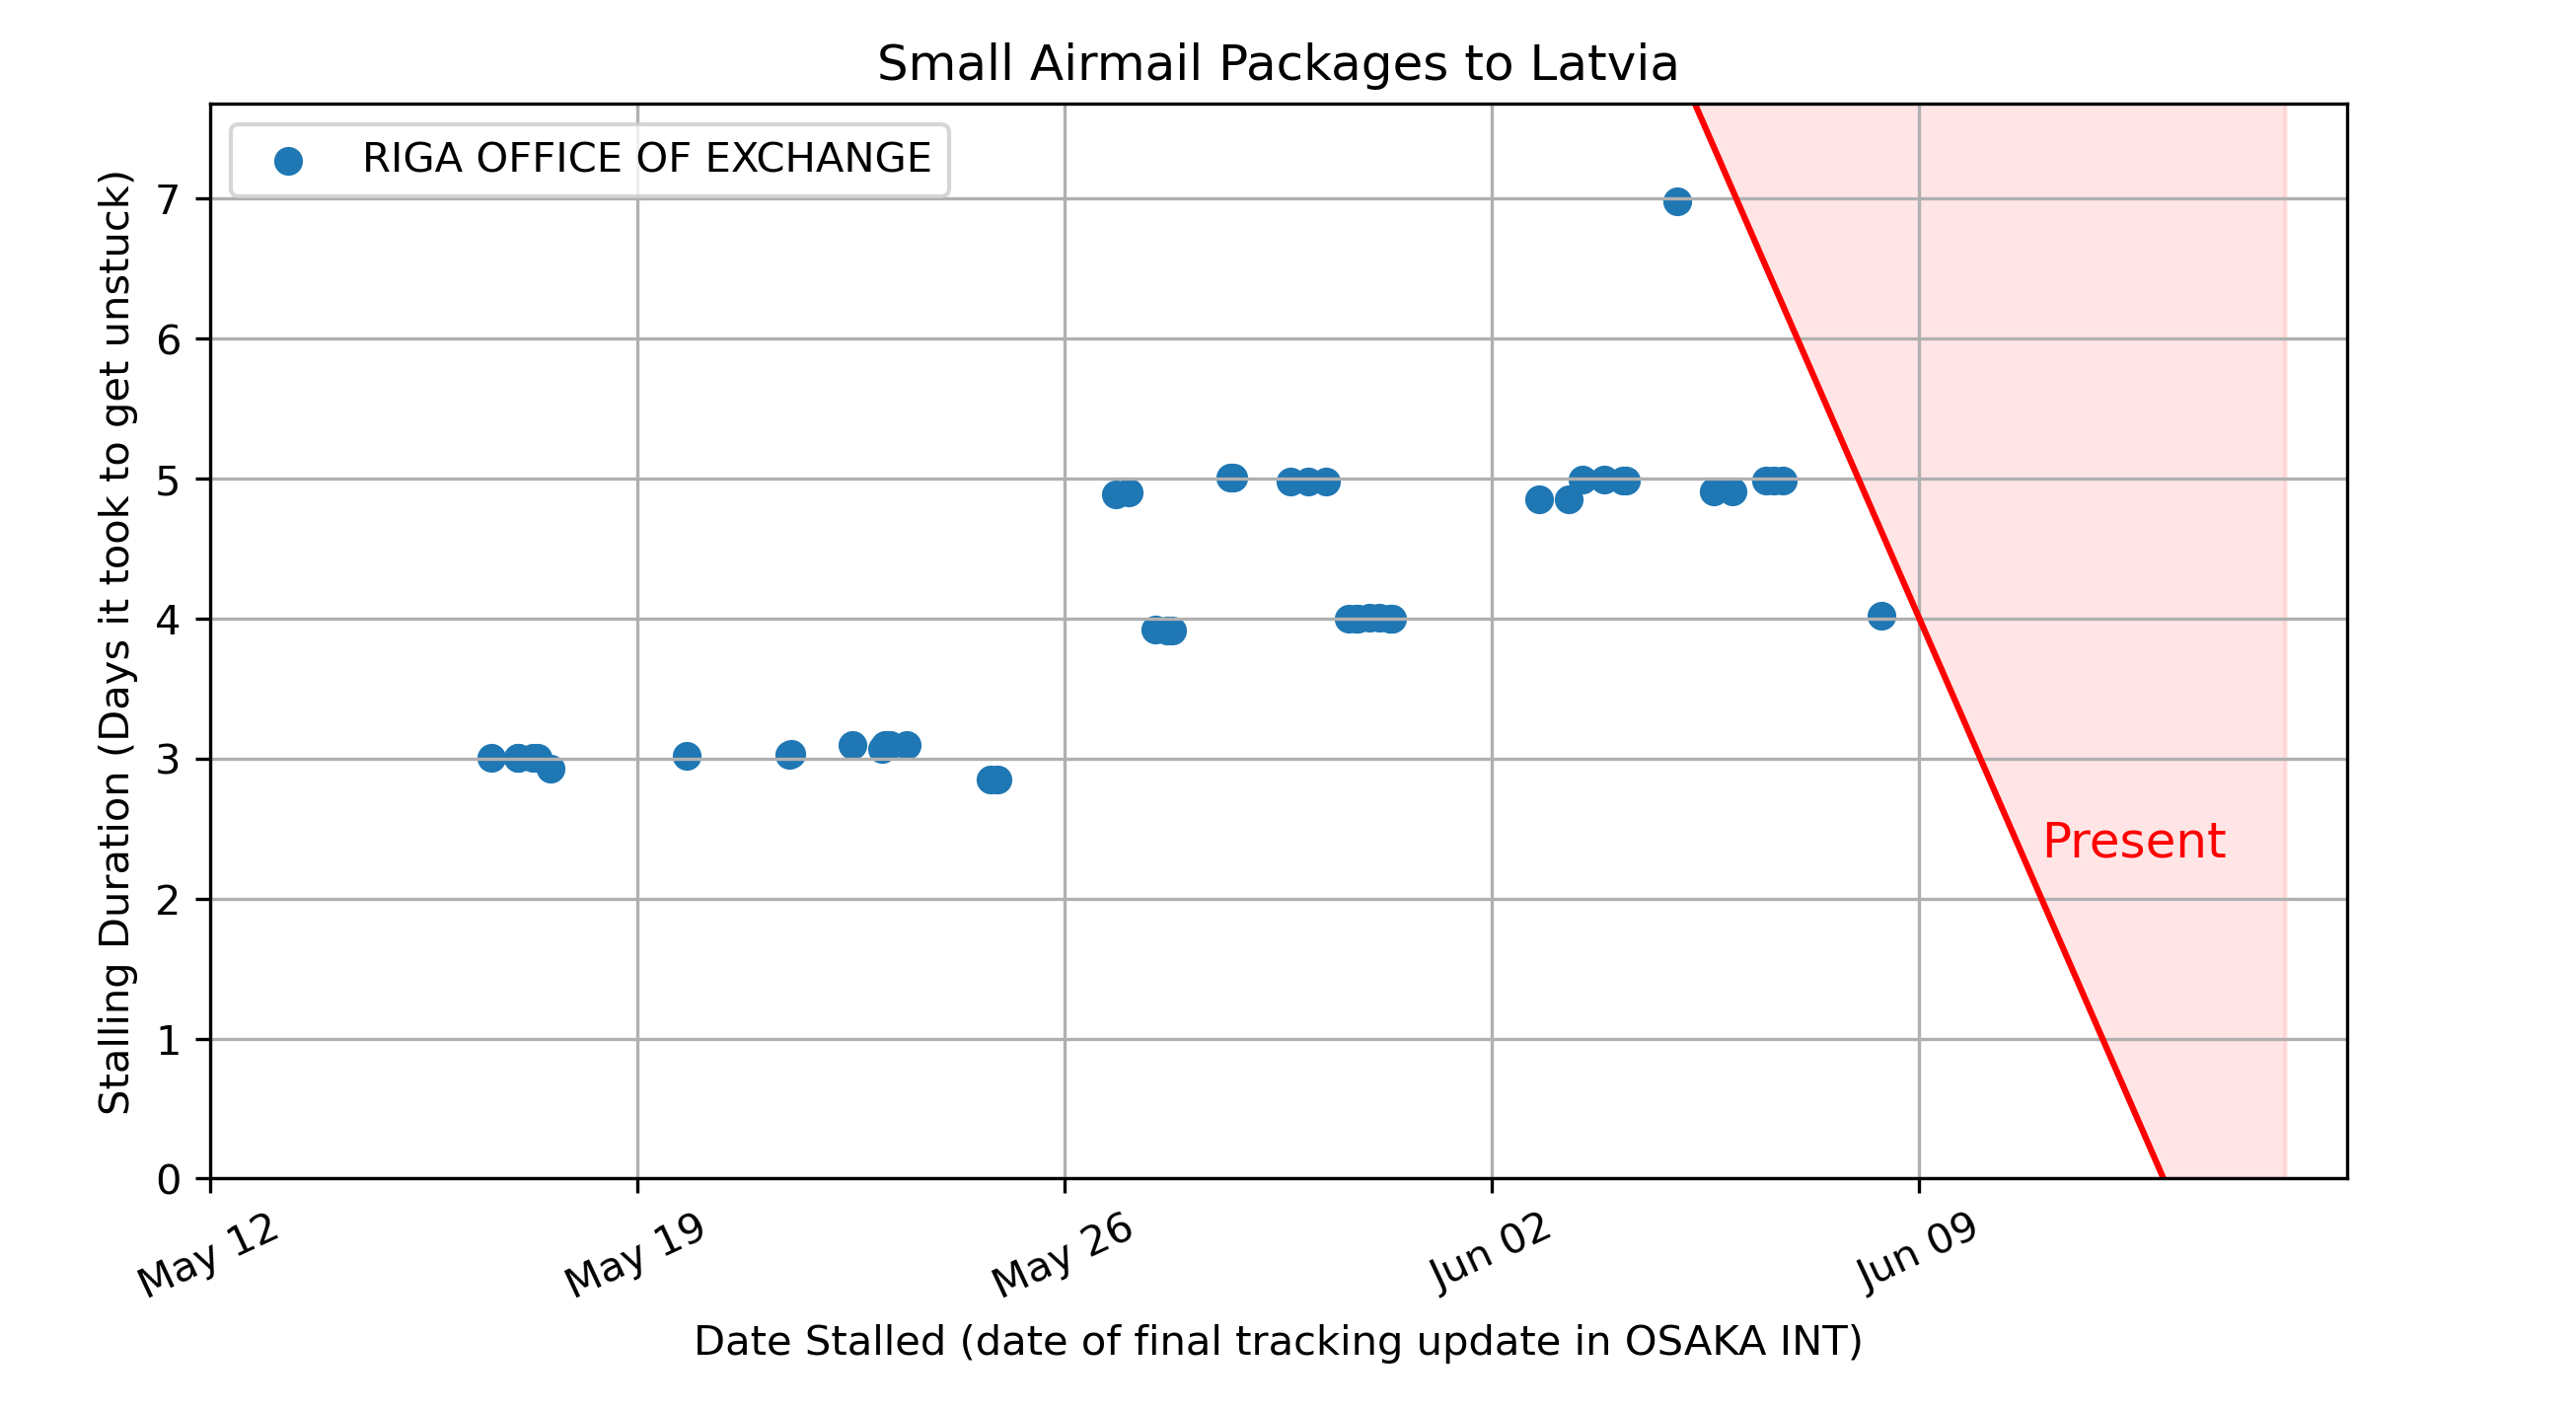 Small Airmail Packages to Latvia
RIGA OFFICE OF EXCHANGE
Stalling Duration (Days it took to get unstuck)
7
6
5
4
3
2
1
0
Present
May 12
May 19
May 26
Jun 02
Jun 09
Date Stalled (date of final tracking update in OSAKA INT)